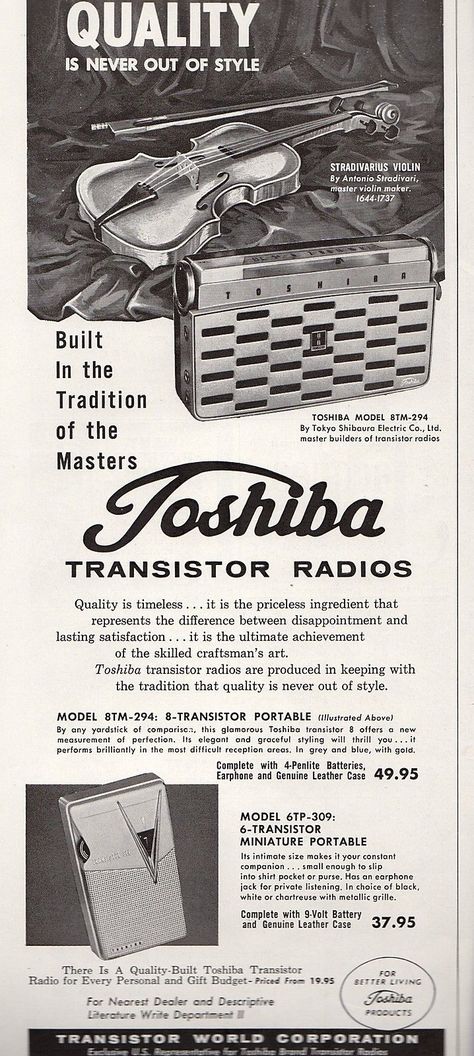 QUALITY
IS NEVER OUT OF STYLE
STRADIVARIUS VIOLIN
By Antonio Stradivari,
master violin maker.
1644-1737
TOSHIBA
Toshiba
Built
In the
Tradition
of the
Masters
TOSHIBA MODEL 8TM-294
By Tokyo Shibaura Electric Co., Ltd.
master builders of transistor radios
Toshiba
TRANSISTOR RADIOS
Quality is timeless . . . it is the priceless ingredient that
represents the difference between disappointment and
lasting satisfaction . . . it is the ultimate achievement
of the skilled craftsman's art.
Toshiba transistor radios are produced in keeping with
the tradition that quality is never out of style.
MODEL 8TM-294: 8-TRANSISTOR PORTABLE (Illustrated Above)
By any yardstick of comparison, this glamorous Toshiba transistor 8 offers a new
measurement of perfection. Its elegant and graceful styling will thrill you . . . it
performs brilliantly in the most difficult reception areas. In grey and blue, with gold.
Complete with 4-Penlite Batteries,
Earphone and Genuine Leather Case 49.95
MODEL 6TP-309:
6-TRANSISTOR
MINIATURE PORTABLE
Its intimate size makes it your constant
companion . . . small enough to slip
into shirt pocket or purse. Has an earphone
jack for private listening. In choice of black,
white or chartreuse with metallic grille.
Complete with 9-Volt Battery
and Genuine Leather Case 37.95
TOSHIBA
There Is A Quality-Built Toshiba Transistor
Radio for Every Personal and Gift Budget - Priced From 19.95
For Nearest Dealer and Descriptive
Literature Write Department II
FOR
BETTER LIVING
Toshiba
PRODUCTS
TRANSISTOR WORLD CORPORATION
Exclusive U.S. Representative for Toshiba Brand Transistor Radios